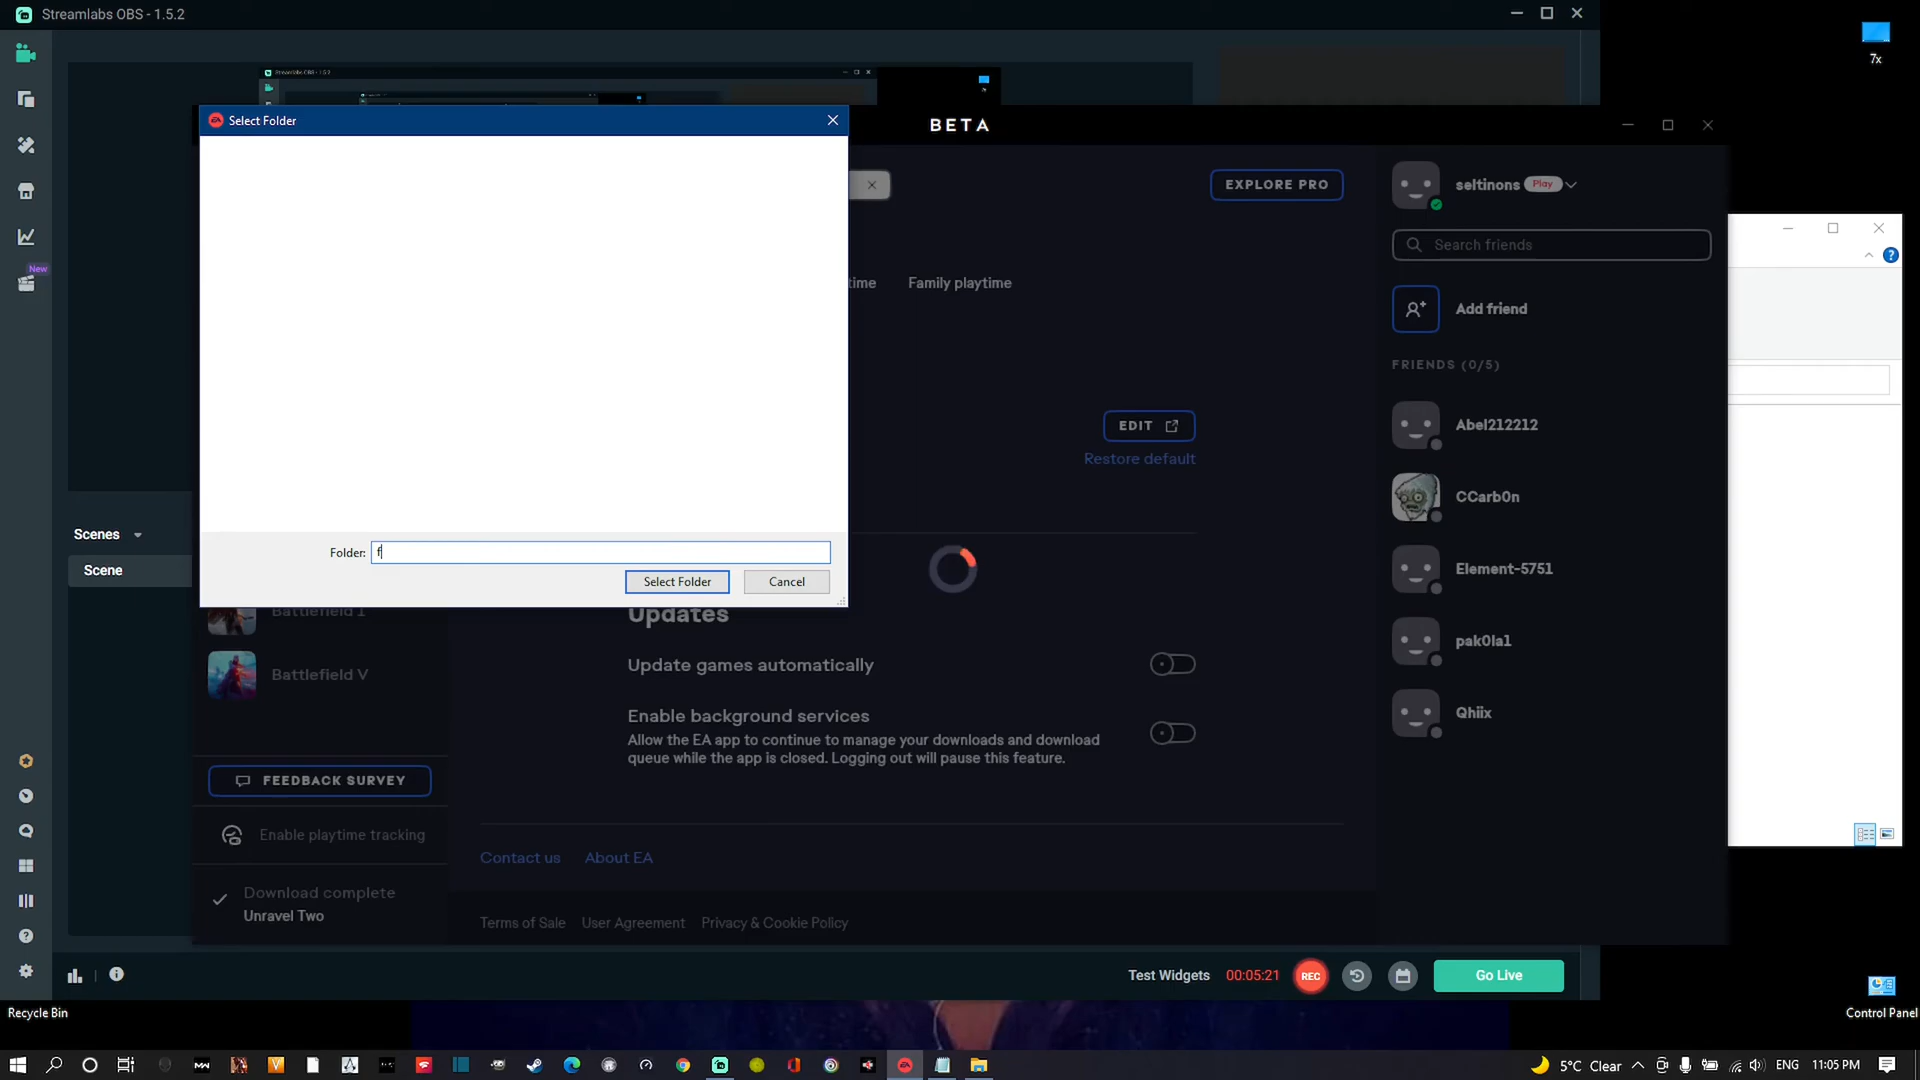 Streamlabs OBS - 1.5.2
7x
Select Folder
BETA
EXPLORE PRO
seltinons
Play
Search friends
New
ime
Family playtime
Add friend
FRIENDS (0/5)
EDIT
Abel212212
Restore default
CCarb0n
Scenes
Folder: f
Scene
Select Folder
Cancel
Element-5751
Battlefield 1
Updates
pak0la1
Update games automatically
Battlefield V
Enable background services
Qhiix
Allow the EA app to continue to manage your downloads and download
queue while the app is closed. Logging out will pause this feature.
FEEDBACK SURVEY
Enable playtime tracking
Contact us
About EA
Download complete
Unravel Two
Terms of Sale
User Agreement
Privacy & Cookie Policy
Test Widgets
00:05:21
REC
Go Live
Recycle Bin
Control Panel
5°C Clear
ENG
11:05 PM